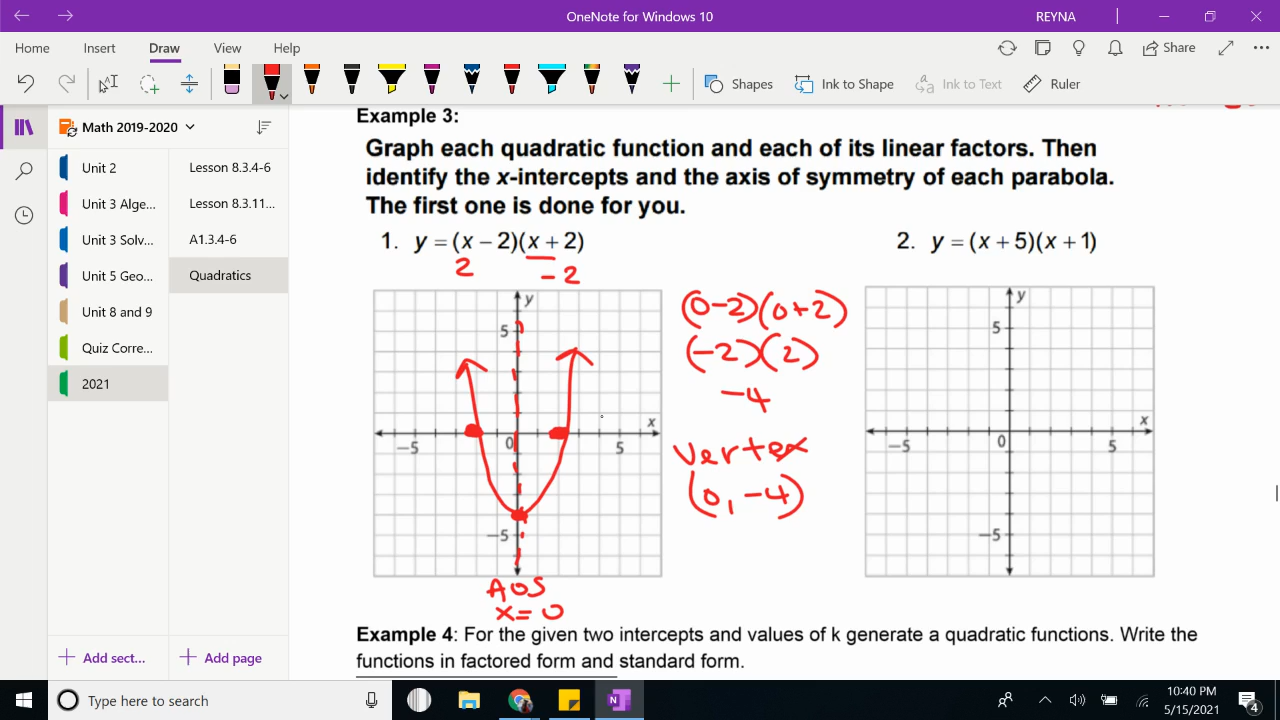 OneNote for Windows 10
REYNA
Home Insert Draw View Help
Share
Shapes Ink to Shape Ink to Text Ruler
Math 2019-2020
Unit 2
Unit 3 Alge...
Unit 3 Solv...
Unit 5 Geo...
Unit 8 and 9
Quiz Corre...
2021
Add sect...
Lesson 8.3.4-6
Lesson 8.3.11...
A1.3.4-6
Quadratics
Add page
Example 3:
Graph each quadratic function and each of its linear factors. Then
identify the x-intercepts and the axis of symmetry of each parabola.
The first one is done for you.
1. y = (x − 2)(x + 2)
2 −2
y
5
x
−5 0 5
−5
AOS
x = 0
(0−2)(0+2)
(−2)(2)
−4
vertex
(0, −4)
2. y = (x + 5)(x + 1)
y
5
x
−5 0 5
−5
Example 4: For the given two intercepts and values of k generate a quadratic functions. Write the
functions in factored form and standard form.
Type here to search
10:40 PM
5/15/2021
4